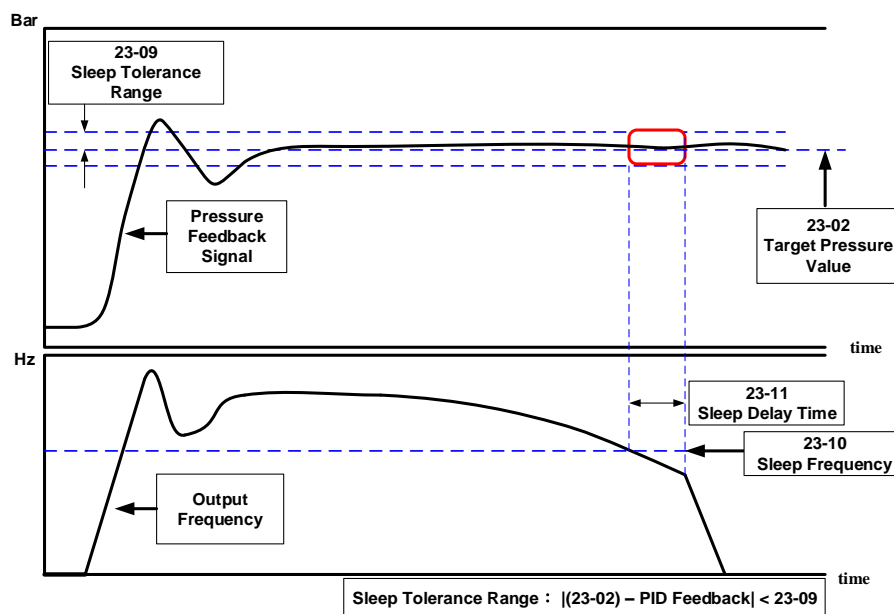 Bar
23-09
Sleep Tolerance
Range
Pressure
Feedback
Signal
23-02
Target Pressure
Value
time
Hz
23-11
Sleep Delay Time
23-10
Sleep Frequency
Output
Frequency
time
Sleep Tolerance Range： |(23-02) – PID Feedback| < 23-09